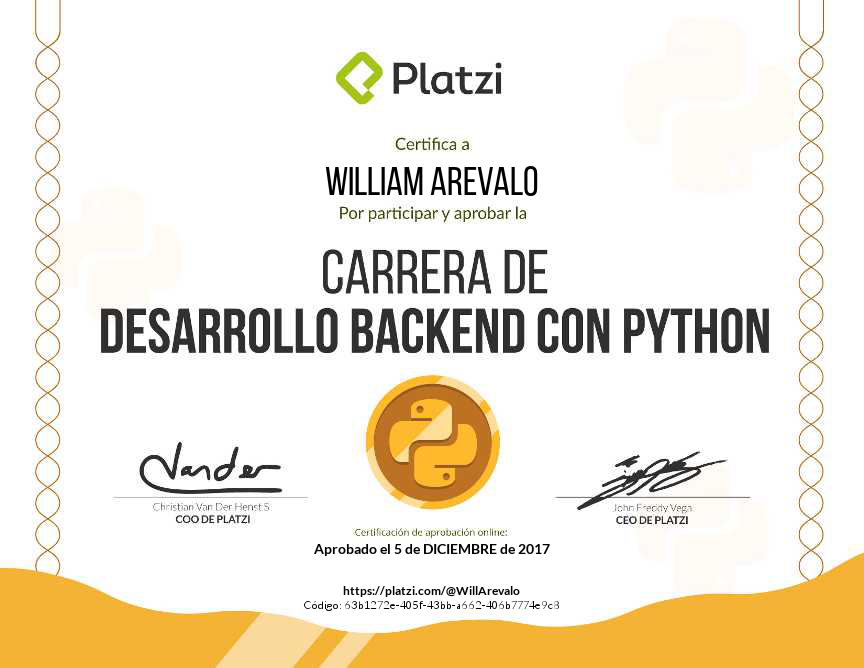 Platzi
Certifica a
WILLIAM AREVALO
Por participar y aprobar la
CARRERA DE
DESARROLLO BACKEND CON PYTHON
Vander
Christian Van Der Henst S
COO DE PLATZI
John Freddy Vega
CEO DE PLATZI
Certificación de aprobación online:
Aprobado el 5 de DICIEMBRE de 2017
https://platzi.com/@WillArevalo
Código: 63b1272e-405f-43bb-a662-406b7774e9c8